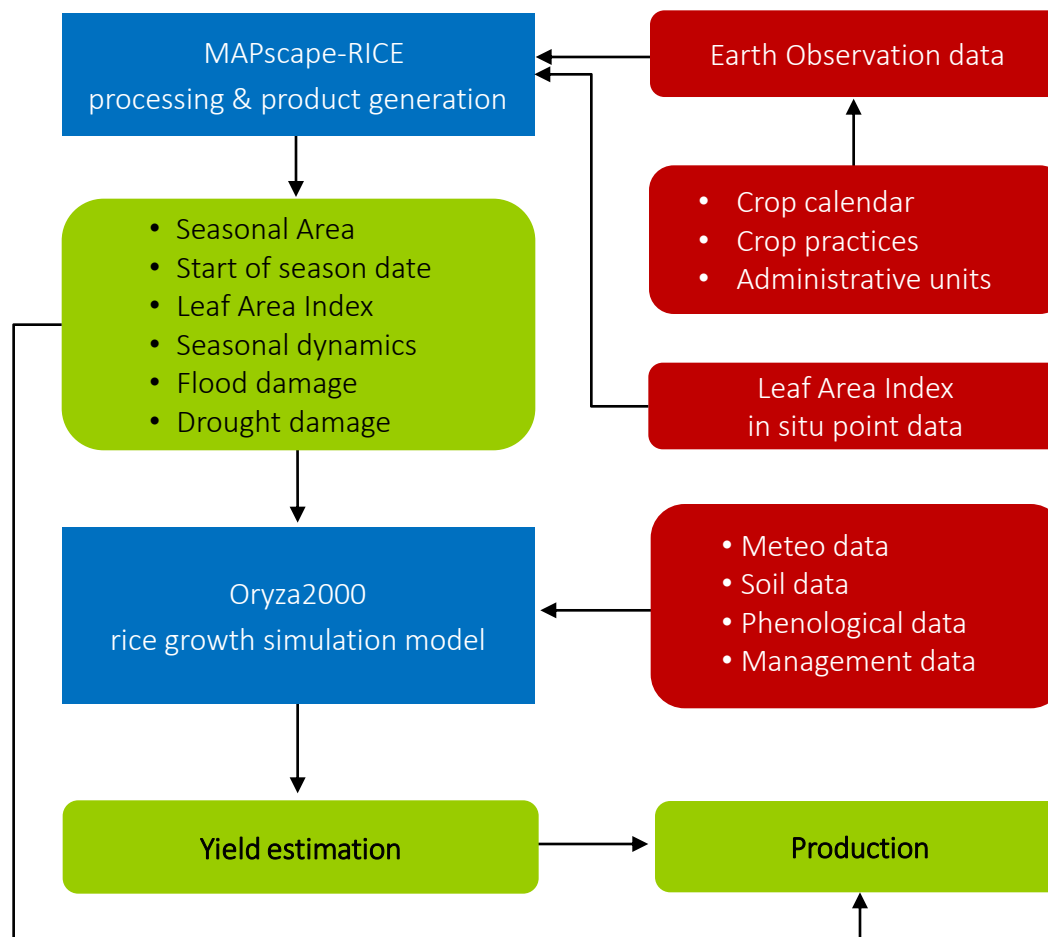 MAPscape-RICE
processing & product generation
Earth Observation data
• Crop calendar
• Crop practices
• Administrative units
• Seasonal Area
• Start of season date
• Leaf Area Index
• Seasonal dynamics
• Flood damage
• Drought damage
Leaf Area Index
in situ point data
Oryza2000
rice growth simulation model
• Meteo data
• Soil data
• Phenological data
• Management data
Yield estimation
Production